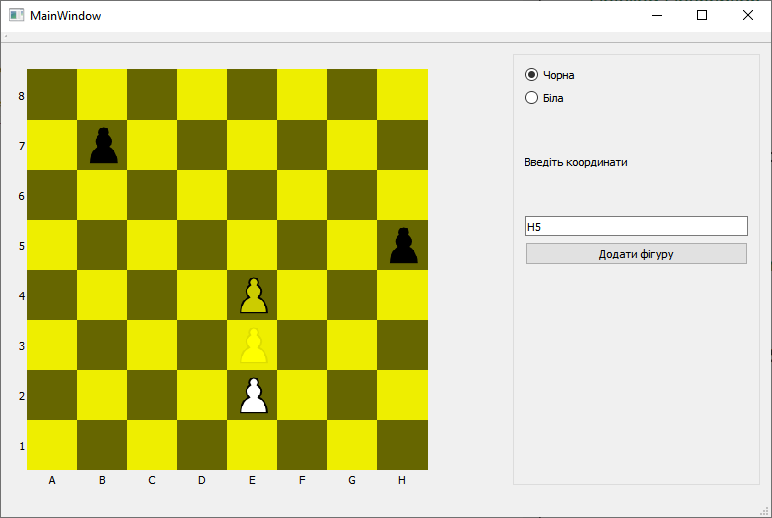 MainWindow
Чорна
Біла
Введіть координати
H5
Додати фігуру
8
7
6
5
4
3
2
1
A B C D E F G H